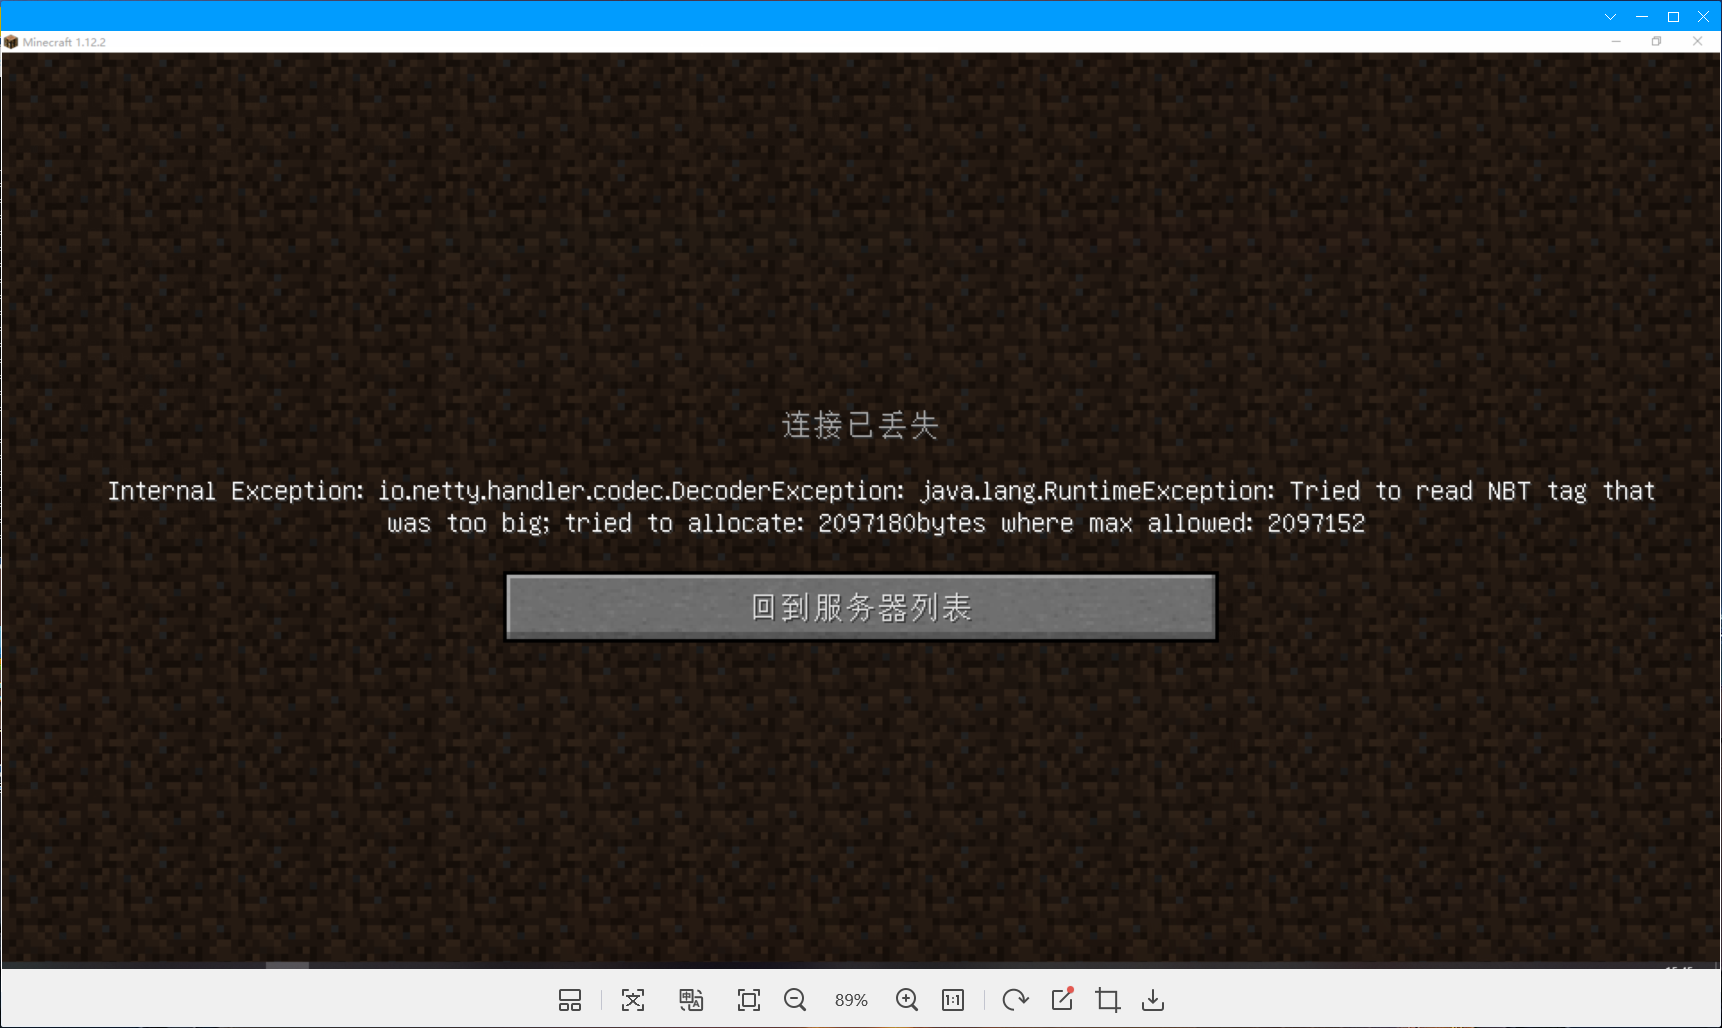 Minecraft 1.12.2
连接已丢失
Internal Exception: io.netty.handler.codec.DecoderException: java.lang.RuntimeException: Tried to read NBT tag that
was too big; tried to allocate: 2097180bytes where max allowed: 2097152
回到服务器列表
89%
1:1